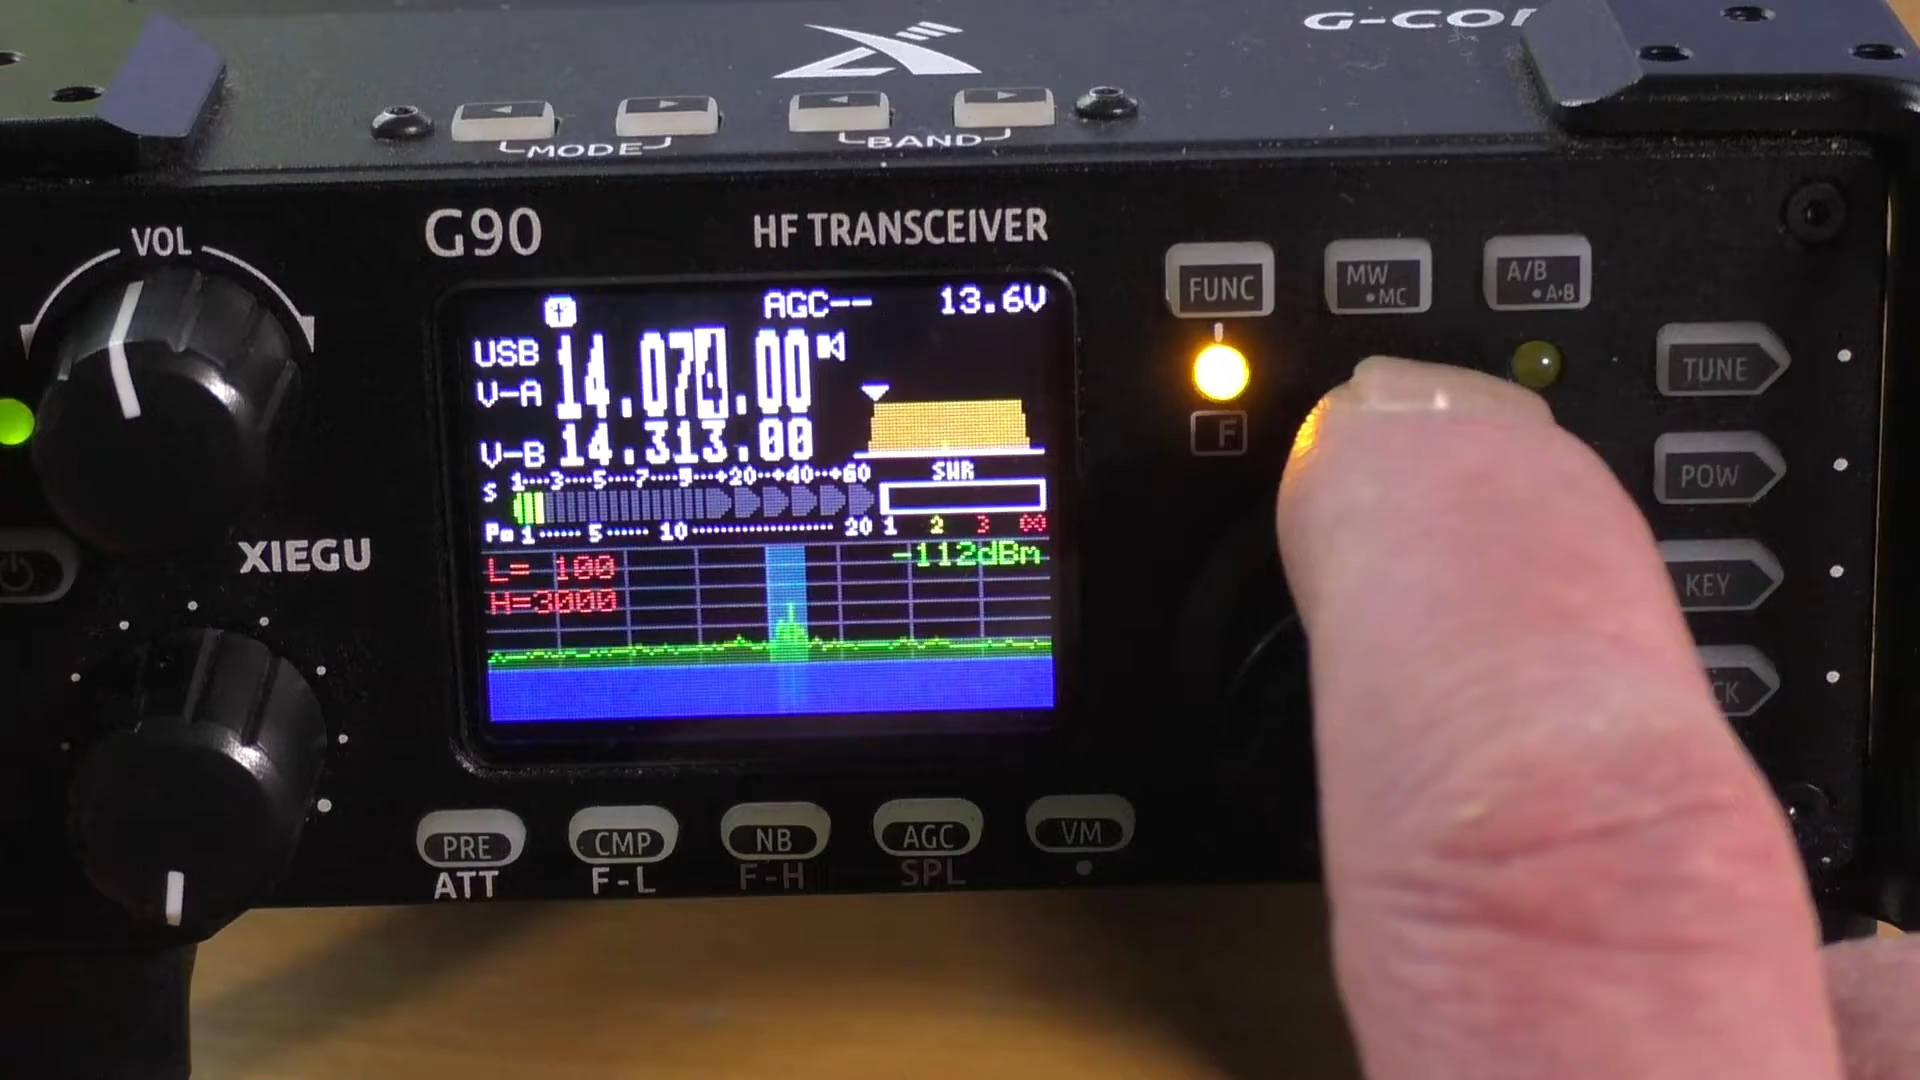 G-CO
MODE BAND
VOL G90 HF TRANSCEIVER
AGC-- 13.6V
USB 14.074.00
V-A
V-B 14.313.00
S 1 3 5 7 9 +20 +40 +60 SWR
Po 1 5 10 20 1 2 3 ∞
L= 100 -112dBm
H=3000
XIEGU
FUNC MW •MC A/B •A·B
F
TUNE
POW
KEY
CK
PRE CMP NB AGC VM
ATT F-L F-H SPL